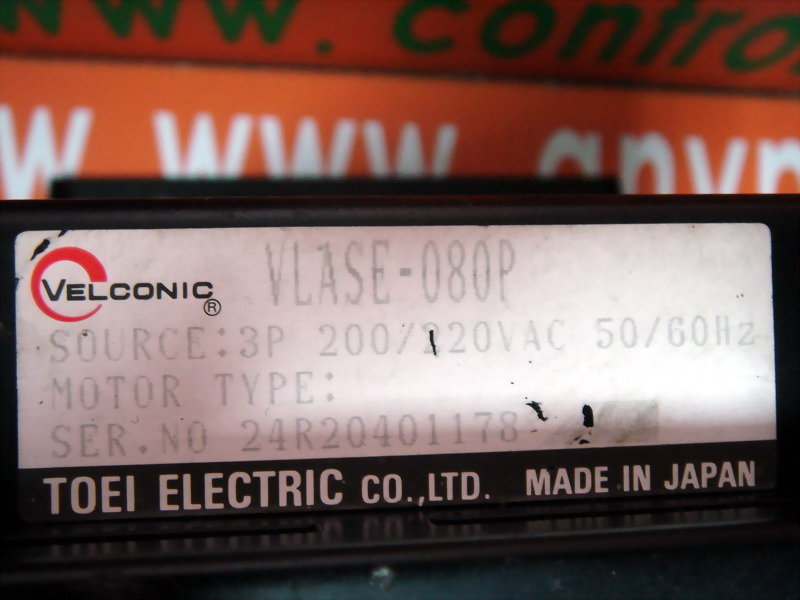 www. contro
www. anyp
VELCONIC® VLASE-080P
SOURCE:3P 200/220VAC 50/60Hz
MOTOR TYPE:
SER.NO 24R20401178
TOEI ELECTRIC CO.,LTD. MADE IN JAPAN